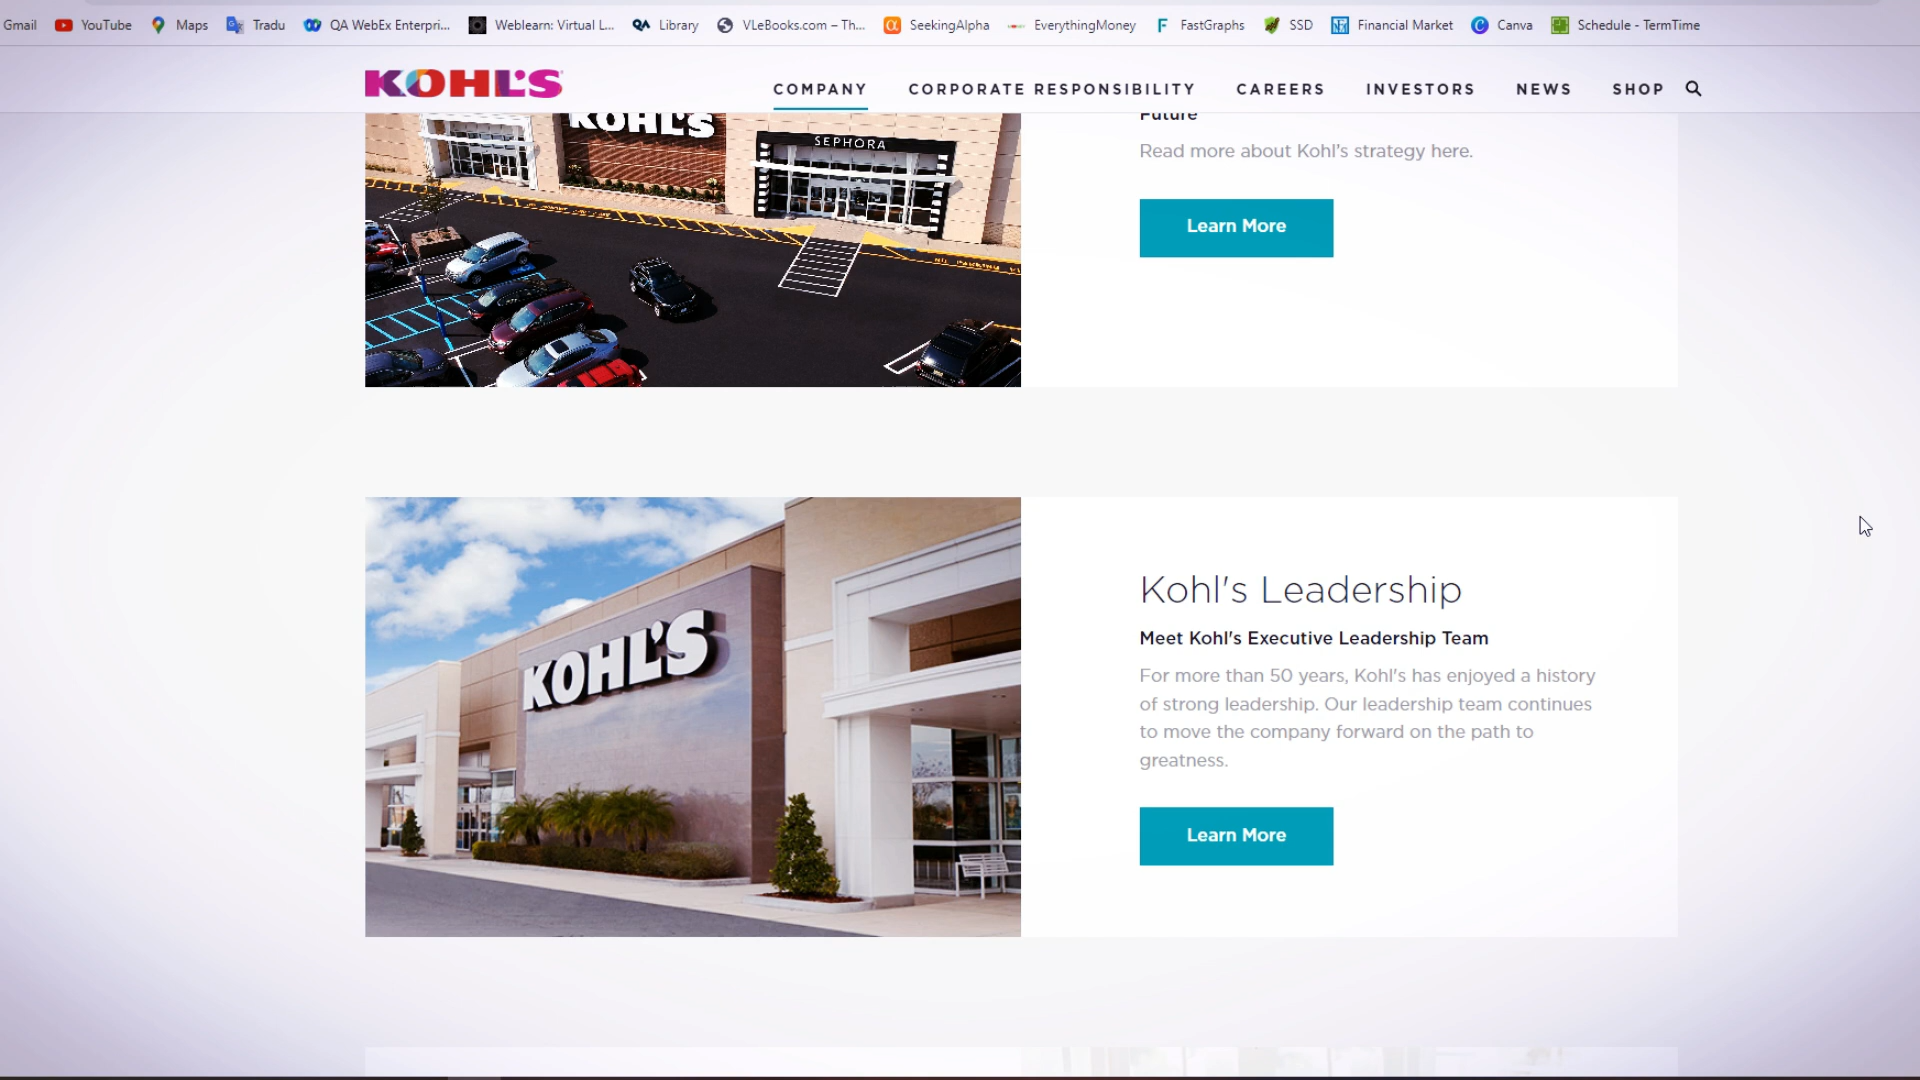 Gmail YouTube Maps Tradu QA WebEx Enterpri... Weblearn: Virtual L... QA Library VLeBooks.com – Th... SeekingAlpha EverythingMoney FastGraphs SSD Financial Market Canva Schedule - TermTime
KOHL'S COMPANY CORPORATE RESPONSIBILITY CAREERS INVESTORS NEWS SHOP
KOHL'S
SEPHORA
Future
Read more about Kohl's strategy here.
Learn More
KOHL'S
Kohl's Leadership
Meet Kohl's Executive Leadership Team
For more than 50 years, Kohl's has enjoyed a history
of strong leadership. Our leadership team continues
to move the company forward on the path to
greatness.
Learn More